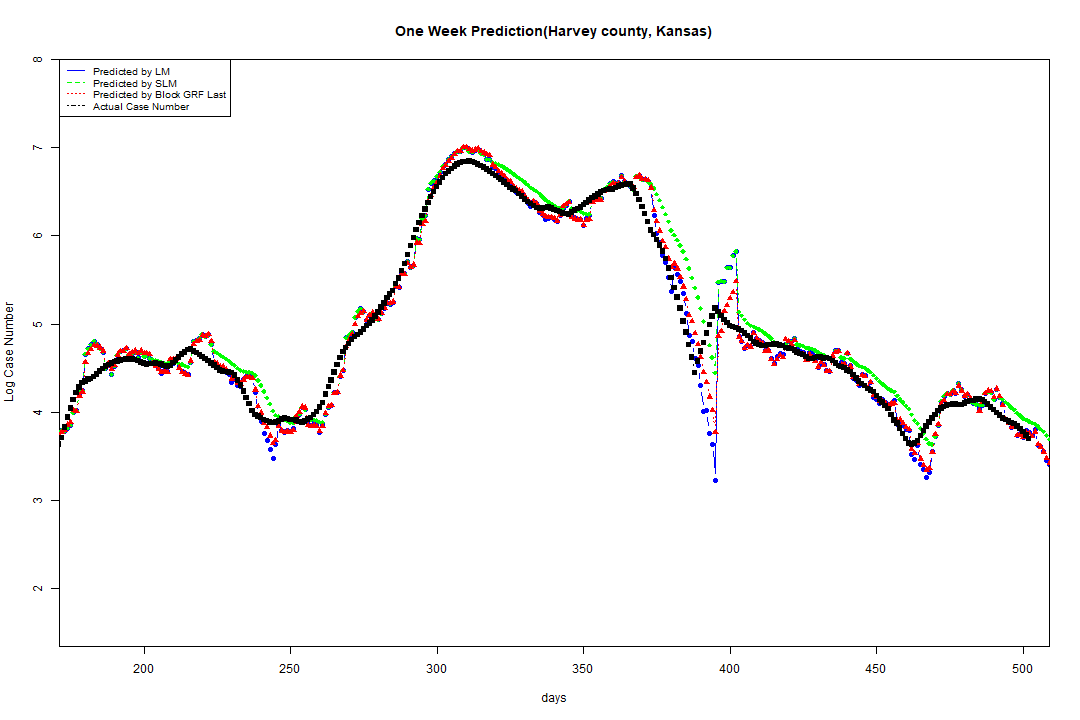 One Week Prediction(Harvey county, Kansas)
8
Predicted by LM
Predicted by SLM
Predicted by Block GRF Last
Actual Case Number
7
6
5
4
3
2
Log Case Number
200 250 300 350 400 450 500
days